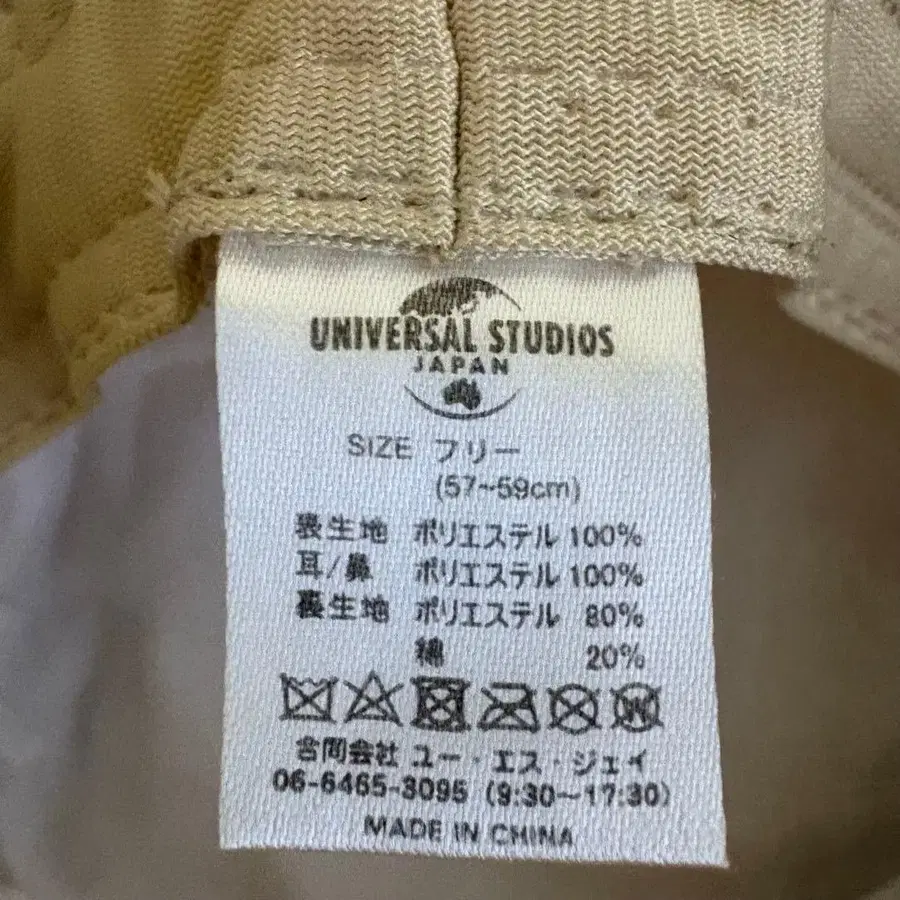 UNIVERSAL STUDIOS
JAPAN
SIZE フリー
(57~59cm)
表生地 ポリエステル 100%
耳/鼻 ポリエステル 100%
裏生地 ポリエステル 80%
綿 20%
合同会社 ユー・エス・ジェイ
06-6465-3095 (9:30~17:30)
MADE IN CHINA